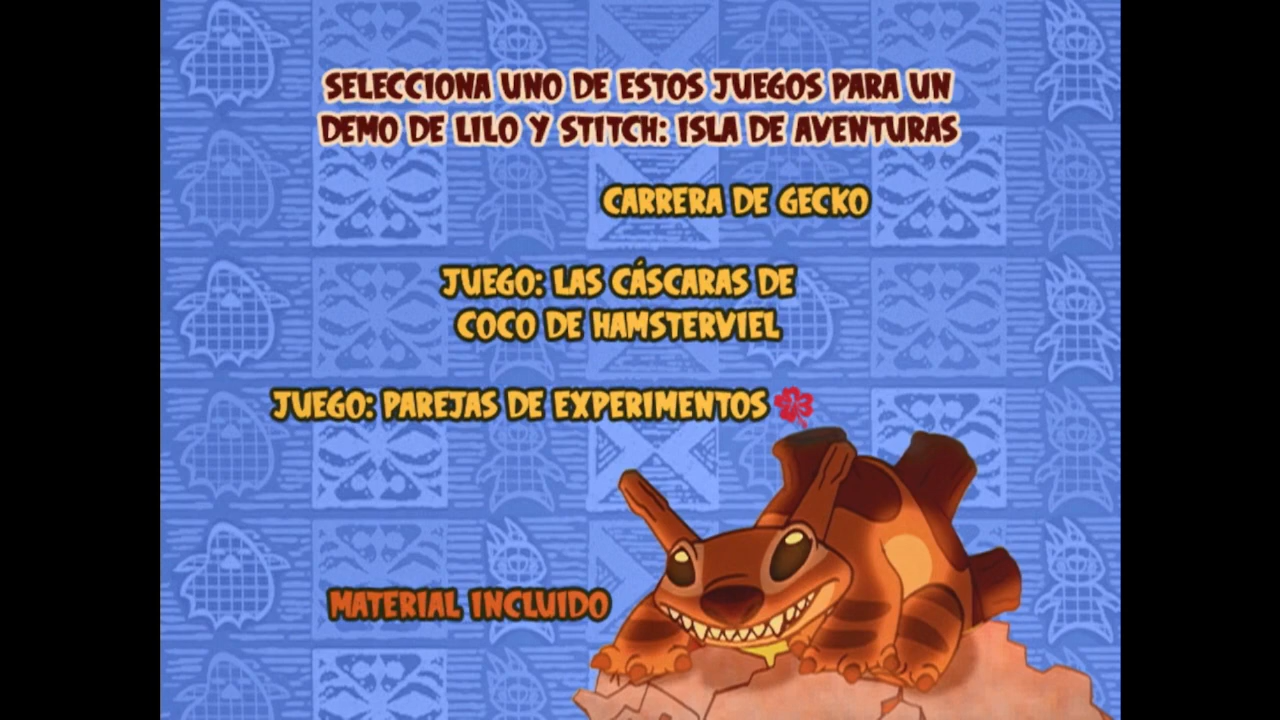 SELECCIONA UNO DE ESTOS JUEGOS PARA UN
DEMO DE LILO Y STITCH: ISLA DE AVENTURAS
CARRERA DE GECKO
JUEGO: LAS CÁSCARAS DE
COCO DE HAMSTERVIEL
JUEGO: PAREJAS DE EXPERIMENTOS
MATERIAL INCLUIDO